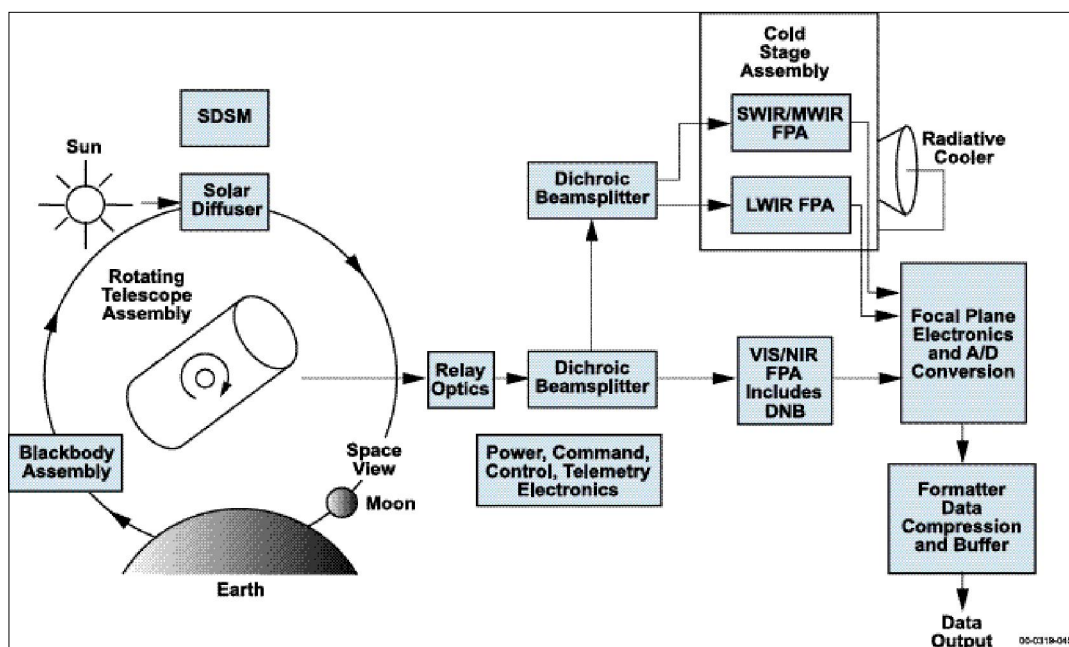 SDSM
Sun
Solar
Diffuser
Rotating
Telescope
Assembly
Blackbody
Assembly
Space
View
Moon
Earth
Relay
Optics
Dichroic
Beamsplitter
Dichroic
Beamsplitter
Power, Command,
Control, Telemetry
Electronics
Cold
Stage
Assembly
SWIR/MWIR
FPA
LWIR FPA
Radiative
Cooler
VIS/NIR
FPA
Includes
DNB
Focal Plane
Electronics
and A/D
Conversion
Formatter
Data
Compression
and Buffer
Data
Output